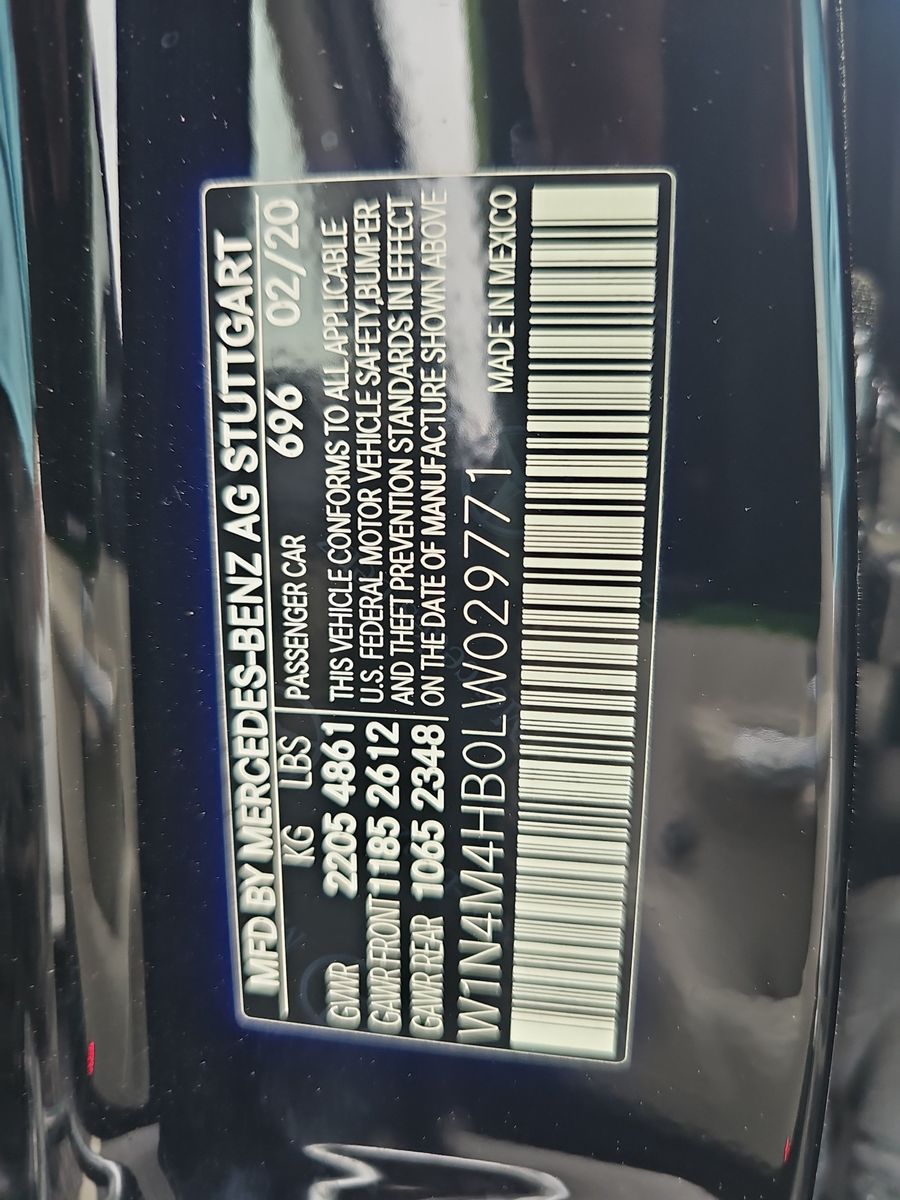 MFD BY MERCEDES-BENZ AG STUTTGART
KG LBS PASSENGER CAR 696 02/20
GVWR 2205 4861
GAWR FRONT 1185 2612
GAWR REAR 1065 2348
THIS VEHICLE CONFORMS TO ALL APPLICABLE
U.S. FEDERAL MOTOR VEHICLE SAFETY,BUMPER
AND THEFT PREVENTION STANDARDS IN EFFECT
ON THE DATE OF MANUFACTURE SHOWN ABOVE
W1N4M4HB0LW029771 MADE IN MEXICO